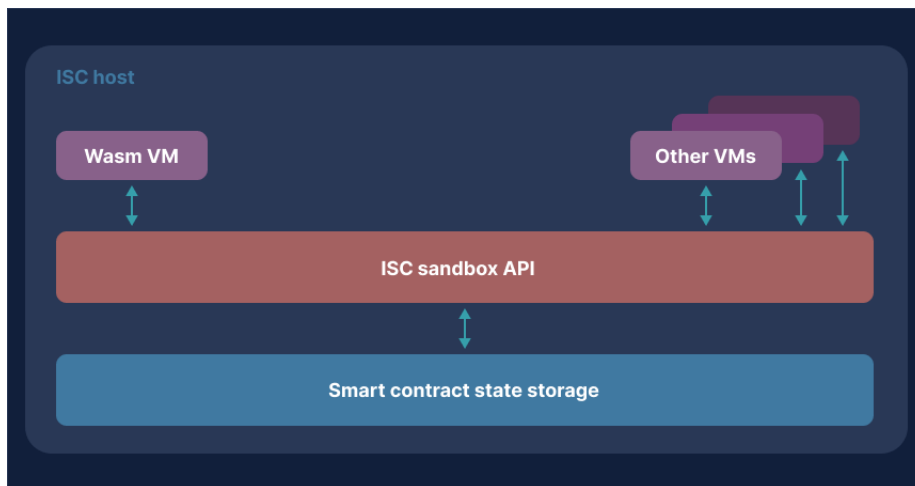 ISC host
Wasm VM
Other VMs
ISC sandbox API
Smart contract state storage